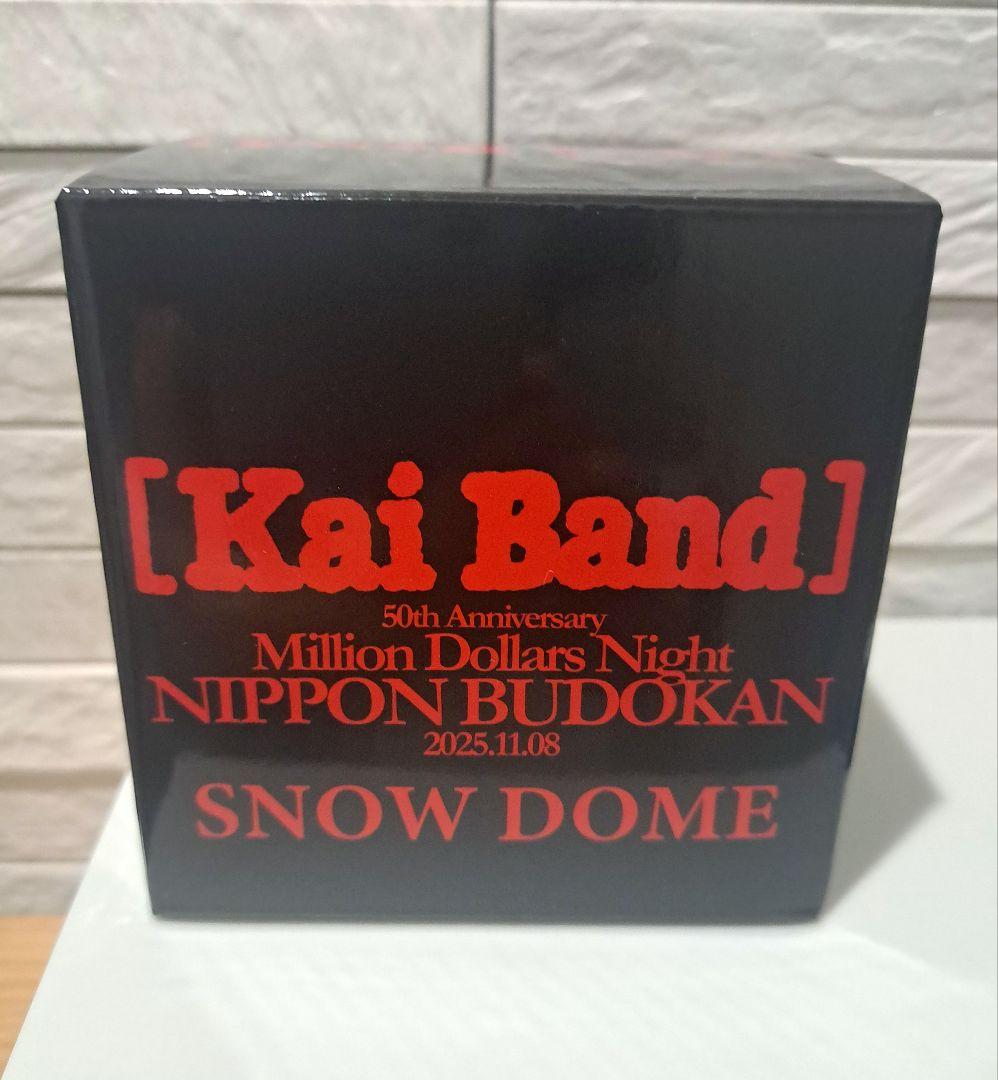 [Kai Band]
50th Anniversary
Million Dollars Night
NIPPON BUDOKAN
2025.11.08
SNOW DOME